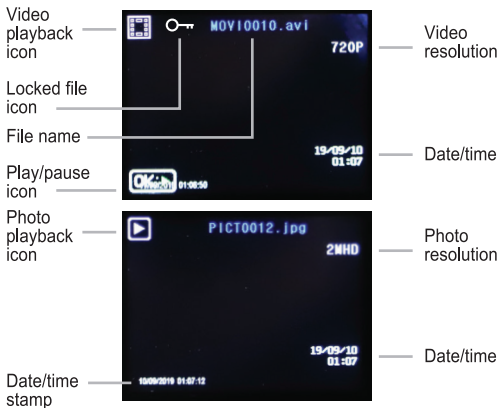 Video
playback
icon
MOVI0010.avi
720P
Video
resolution
Locked file
icon
File name
19/09/10
01:07
Date/time
Play/pause
icon
OK:
01:08:50
Photo
playback
icon
PICT0012.jpg
2MHD
Photo
resolution
19/09/10
01:07
Date/time
Date/time
stamp
10/09/2019 01:07:12